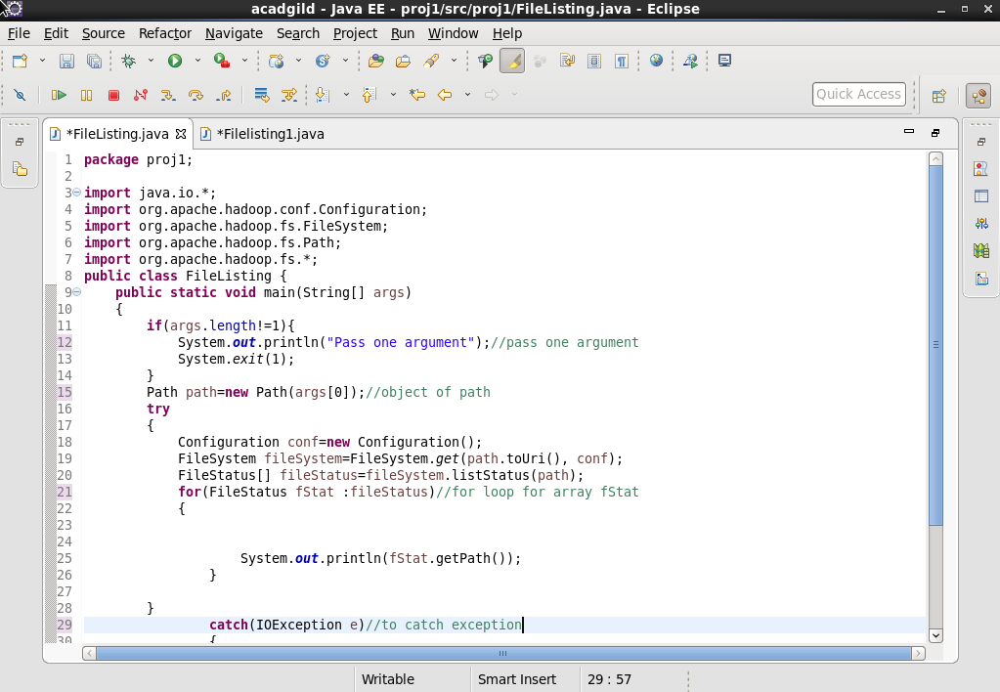 acadgild - Java EE - proj1/src/proj1/FileListing.java - Eclipse
File Edit Source Refactor Navigate Search Project Run Window Help
Quick Access
*FileListing.java *Filelisting1.java
1 package proj1;
2
3 import java.io.*;
4 import org.apache.hadoop.conf.Configuration;
5 import org.apache.hadoop.fs.FileSystem;
6 import org.apache.hadoop.fs.Path;
7 import org.apache.hadoop.fs.*;
8 public class FileListing {
9 public static void main(String[] args)
10 {
11 if(args.length!=1){
12 System.out.println("Pass one argument");//pass one argument
13 System.exit(1);
14 }
15 Path path=new Path(args[0]);//object of path
16 try
17 {
18 Configuration conf=new Configuration();
19 FileSystem fileSystem=FileSystem.get(path.toUri(), conf);
20 FileStatus[] fileStatus=fileSystem.listStatus(path);
21 for(FileStatus fStat :fileStatus)//for loop for array fStat
22 {
23
24
25 System.out.println(fStat.getPath());
26 }
27
28 }
29 catch(IOException e)//to catch exception
30 {
Writable Smart Insert 29 : 57